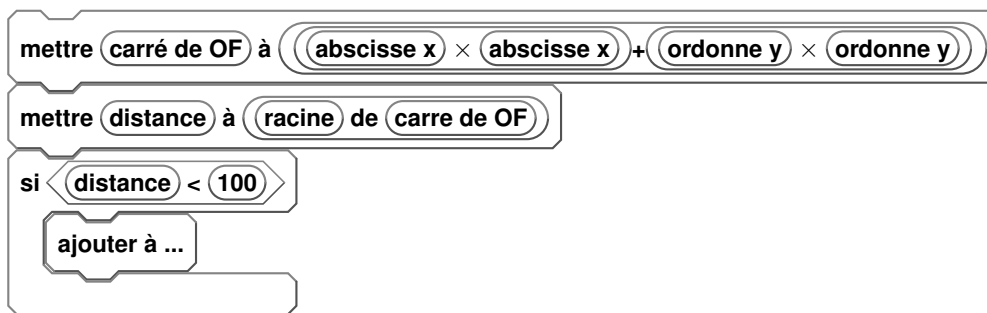 mettre carré de OF à abscisse x × abscisse x + ordonne y × ordonne y
mettre distance à racine de carre de OF
si distance < 100
ajouter à ...